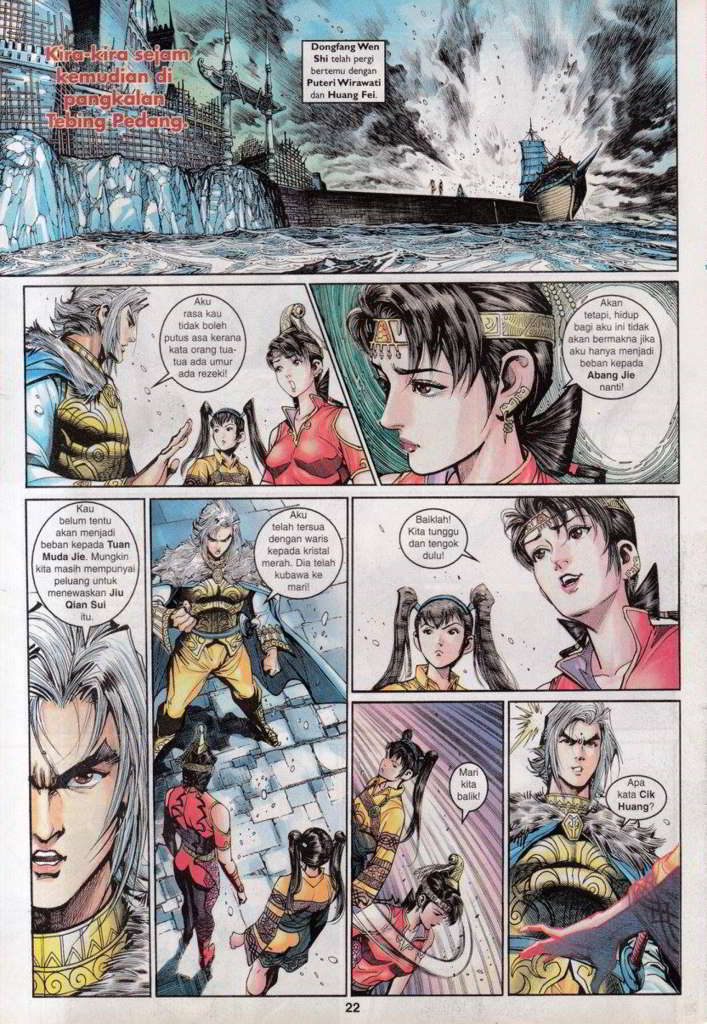 Kira-kira sejam
kemudian di
pangkalan
Tebing Pedang.
Dongfang Wen
Shi telah pergi
bertemu dengan
Puteri Wirawati
dan Huang Fei.
Aku
rasa kau
tidak boleh
putus asa kerana
kata orang tua-
tua ada umur
ada rezeki!
Akan
tetapi, hidup
bagi aku ini tidak
akan bermakna jika
aku hanya menjadi
beban kepada
Abang Jie
nanti!
Kau
belum tentu
akan menjadi
beban kepada Tuan
Muda Jie. Mungkin
kita masih mempunyai
peluang untuk
menewaskan Jiu
Qian Sui
itu.
Aku
telah tersua
dengan waris
kepada kristal
merah. Dia telah
kubawa ke
mari!
Baiklah!
Kita tunggu
dan tengok
dulu!
Mari
kita
balik!
Apa
kata Cik
Huang?
22